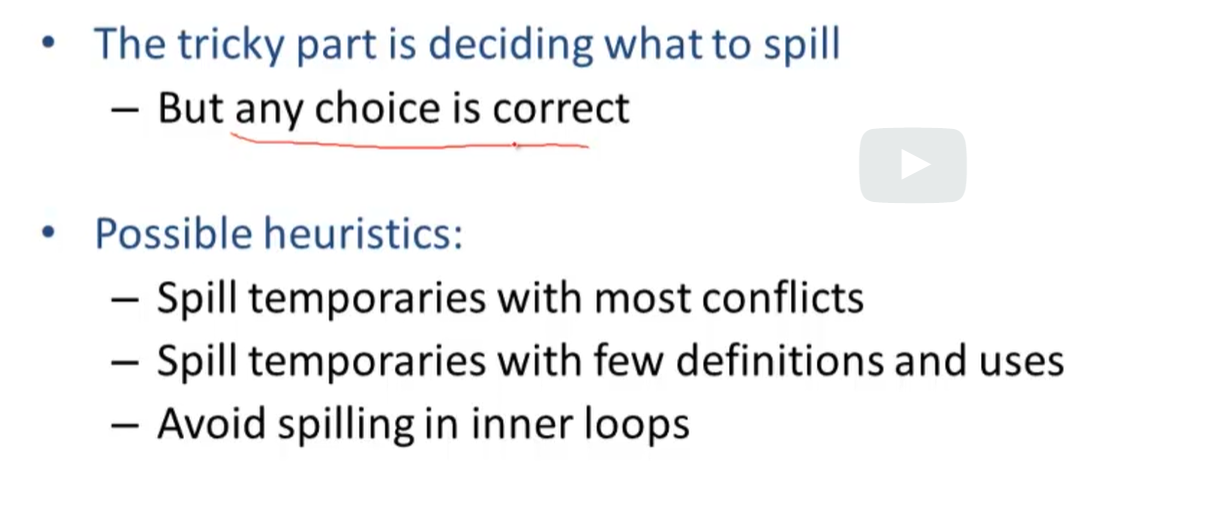 • The tricky part is deciding what to spill
– But any choice is correct
• Possible heuristics:
– Spill temporaries with most conflicts
– Spill temporaries with few definitions and uses
– Avoid spilling in inner loops